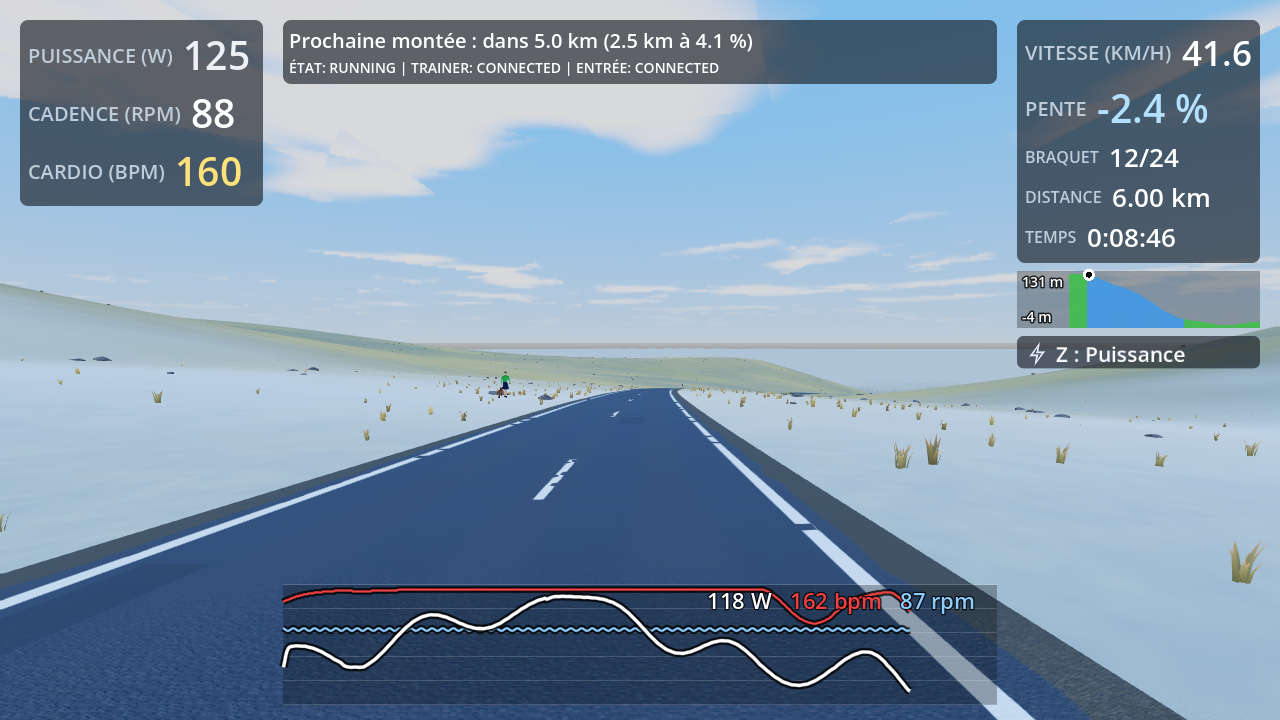 PUISSANCE (W) 125
CADENCE (RPM) 88
CARDIO (BPM) 160
Prochaine montée : dans 5.0 km (2.5 km à 4.1 %)
ÉTAT: RUNNING | TRAINER: CONNECTED | ENTRÉE: CONNECTED
VITESSE (KM/H) 41.6
PENTE -2.4 %
BRAQUET 12/24
DISTANCE 6.00 km
TEMPS 0:08:46
131 m
-4 m
Z : Puissance
118 W 162 bpm 87 rpm